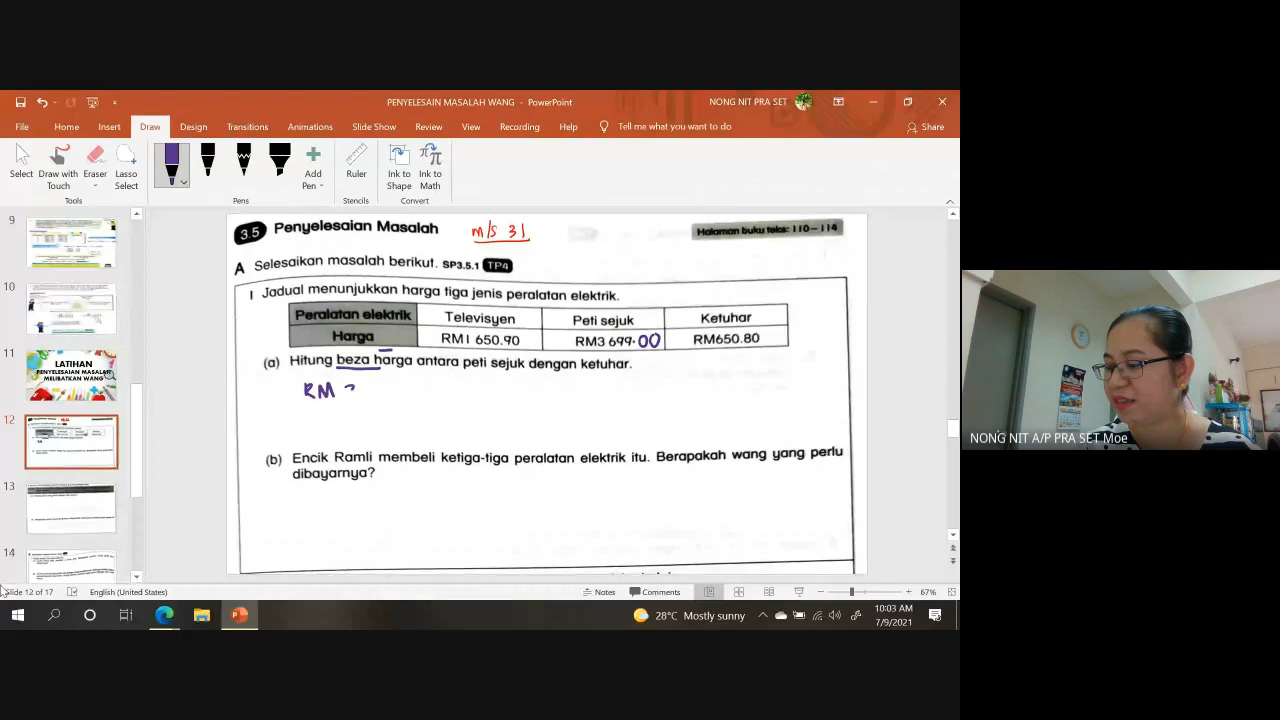 PENYELESAIN MASALAH WANG - PowerPoint
NONG NIT PRA SET
File Home Insert Draw Design Transitions Animations Slide Show Review View Recording Help Tell me what you want to do Share
Select
Draw with Touch
Eraser
Lasso Select
Add Pen
Ruler
Ink to Shape
Ink to Math
Tools Pens Stencils Convert
9
10
11
LATIHAN
PENYELESAIAN MASALAH
MELIBATKAN WANG
12
13
14
3.5 Penyelesaian Masalah m/s 31 Halaman buku teks: 110 – 114
A Selesaikan masalah berikut. SP3.5.1 TP4
1 Jadual menunjukkan harga tiga jenis peralatan elektrik.
Peralatan elektrik Televisyen Peti sejuk Ketuhar
Harga RM1 650.90 RM3 699.00 RM650.80
(a) Hitung beza harga antara peti sejuk dengan ketuhar.
RM
(b) Encik Ramli membeli ketiga-tiga peralatan elektrik itu. Berapakah wang yang perlu
dibayarnya?
NONG NIT A/P PRA SET Moe
Slide 12 of 17 English (United States) Notes Comments 67%
28°C Mostly sunny
10:03 AM
7/9/2021